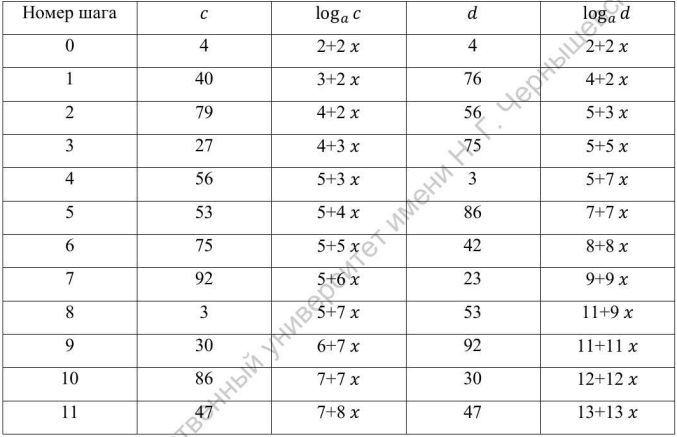 Номер шага c logₐ c d logₐ d
0 4 2+2 x 4 2+2 x
1 40 3+2 x 76 4+2 x
2 79 4+2 x 56 5+3 x
3 27 4+3 x 75 5+5 x
4 56 5+3 x 3 5+7 x
5 53 5+4 x 86 7+7 x
6 75 5+5 x 42 8+8 x
7 92 5+6 x 23 9+9 x
8 3 5+7 x 53 11+9 x
9 30 6+7 x 92 11+11 x
10 86 7+7 x 30 12+12 x
11 47 7+8 x 47 13+13 x
университет имени Н. Г.